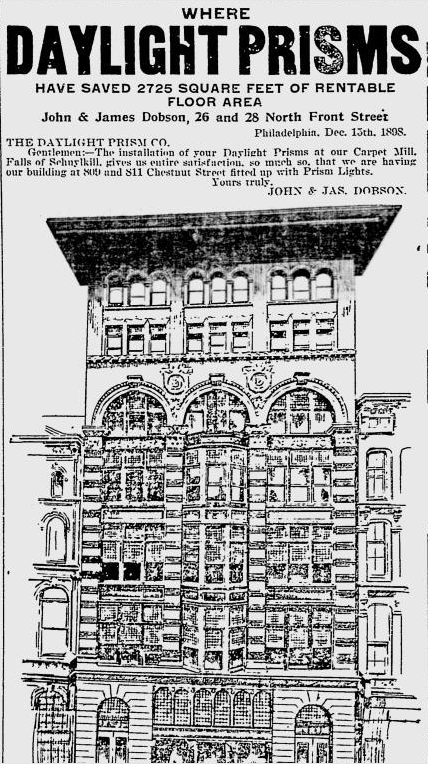 WHERE
DAYLIGHT PRISMS
HAVE SAVED 2725 SQUARE FEET OF RENTABLE
FLOOR AREA
John & James Dobson, 26 and 28 North Front Street
Philadelphia, Dec. 15th, 1898.
THE DAYLIGHT PRISM CO.
Gentlemen:—The installation of your Daylight Prisms at our Carpet Mill,
Falls of Schuylkill, gives us entire satisfaction, so much so, that we are having
our building at 809 and 811 Chestnut Street fitted up with Prism Lights.
Yours truly,
JOHN & JAS. DOBSON.